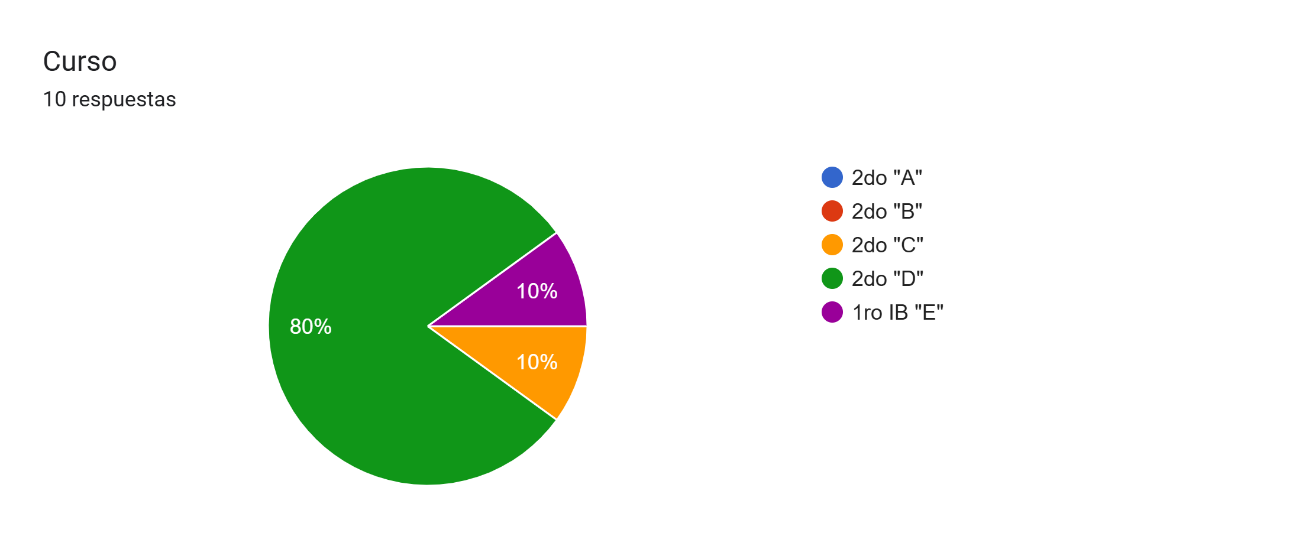 Curso
10 respuestas
2do "A"
2do "B"
2do "C"
2do "D"
1ro IB "E"
10%
80%
10%